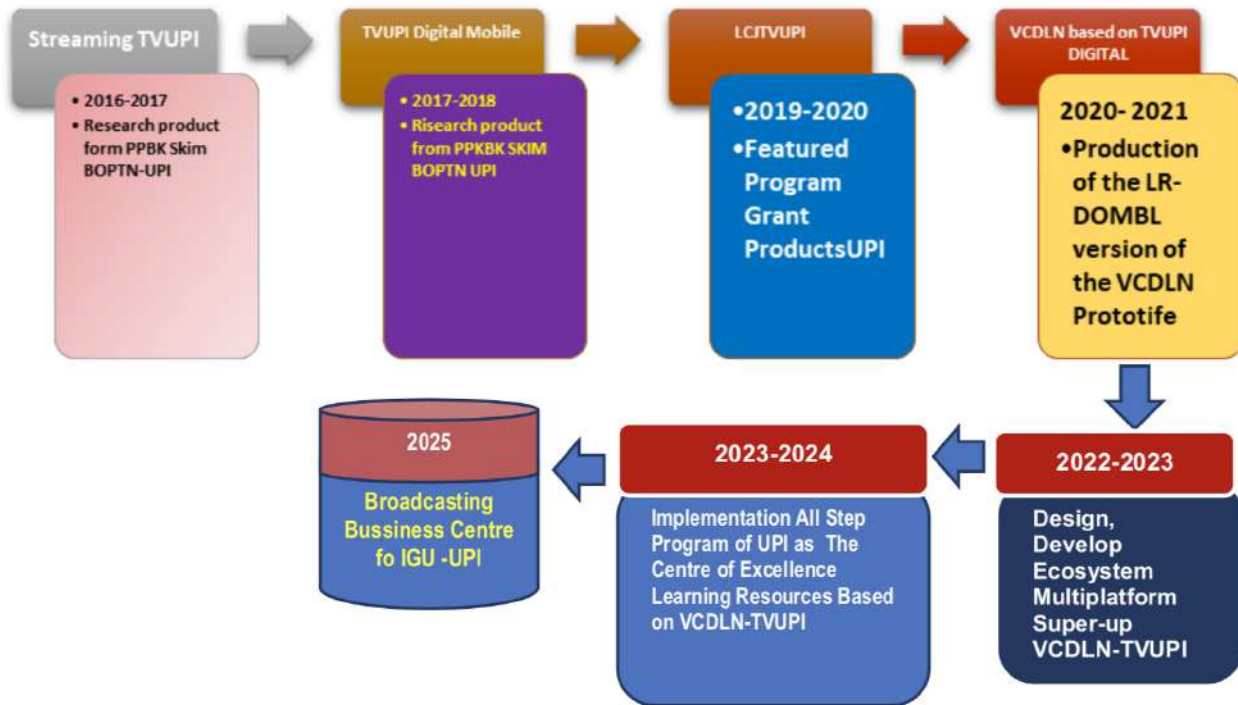 Streaming TVUPI
• 2016-2017
• Research product
form PPBK Skim
BOPTN-UPI
TVUPI Digital Mobile
• 2017-2018
• Risearch product
from PPKBK SKIM
BOPTN UPI
LCJTVUPI
•2019-2020
•Featured
Program
Grant
ProductsUPI
VCDLN based on TVUPI
DIGITAL
2020- 2021
•Production
of the LR-
DOMBL
version of
the VCDLN
Prototife
2022-2023
Design,
Develop
Ecosystem
Multiplatform
Super-up
VCDLN-TVUPI
2023-2024
Implementation All Step
Program of UPI as The
Centre of Excellence
Learning Resources Based
on VCDLN-TVUPI
2025
Broadcasting
Bussiness Centre
fo IGU -UPI